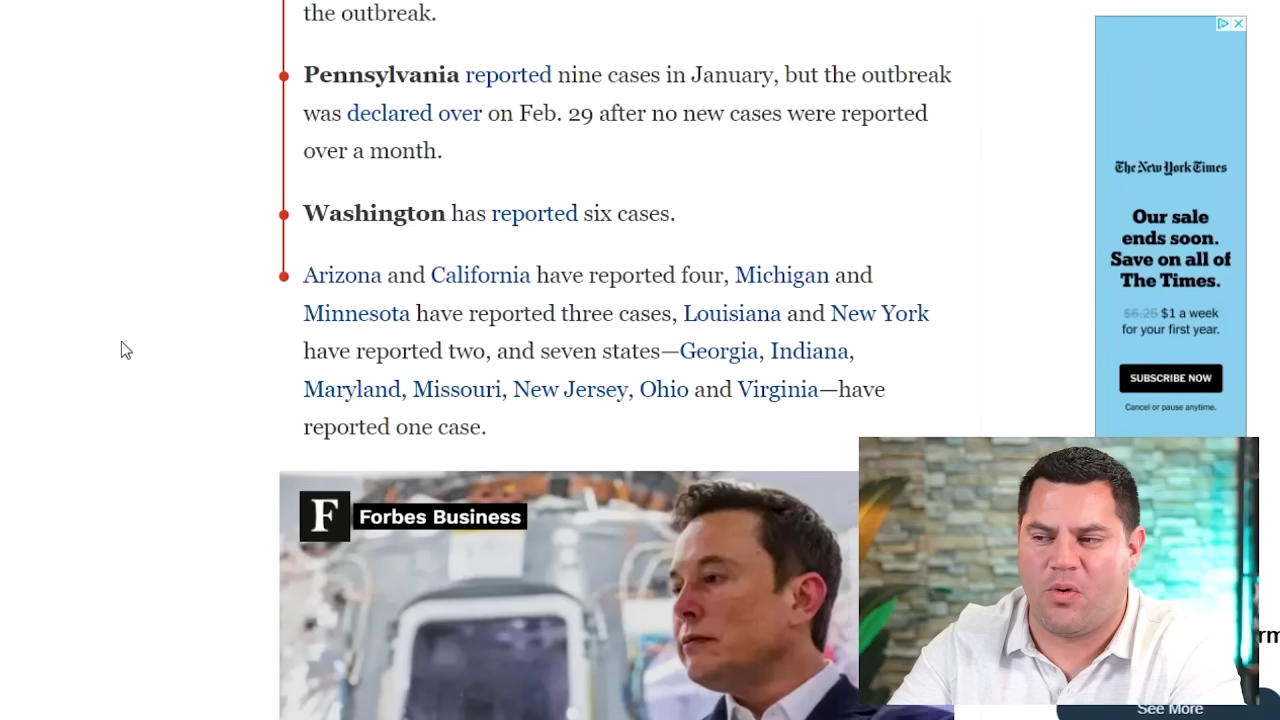 the outbreak.
Pennsylvania reported nine cases in January, but the outbreak
was declared over on Feb. 29 after no new cases were reported
over a month.
Washington has reported six cases.
Arizona and California have reported four, Michigan and
Minnesota have reported three cases, Louisiana and New York
have reported two, and seven states—Georgia, Indiana,
Maryland, Missouri, New Jersey, Ohio and Virginia—have
reported one case.
F Forbes Business
The New York Times
Our sale
ends soon.
Save on all of
The Times.
$6.25 $1 a week
for your first year.
SUBSCRIBE NOW
Cancel or pause anytime.
See More